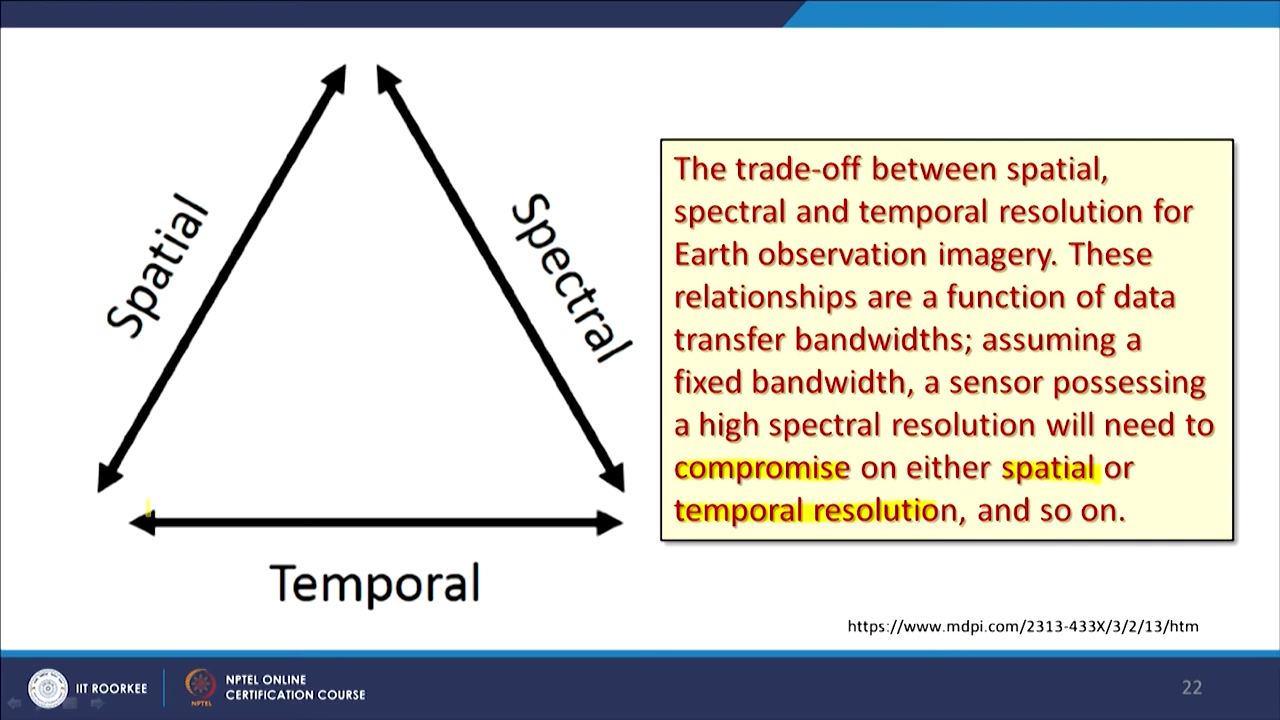 Spatial
Spectral
Temporal
The trade-off between spatial,
spectral and temporal resolution for
Earth observation imagery. These
relationships are a function of data
transfer bandwidths; assuming a
fixed bandwidth, a sensor possessing
a high spectral resolution will need to
compromise on either spatial or
temporal resolution, and so on.
https://www.mdpi.com/2313-433X/3/2/13/htm
IIT ROORKEE
NPTEL
NPTEL ONLINE
CERTIFICATION COURSE
22